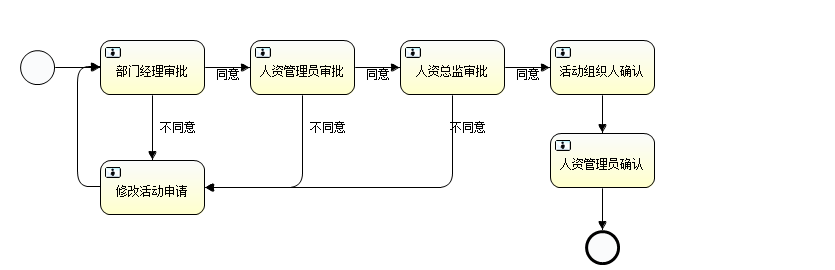 部门经理审批
同意
人资管理员审批
同意
人资总监审批
同意
活动组织人确认
不同意
不同意
不同意
人资管理员确认
修改活动申请